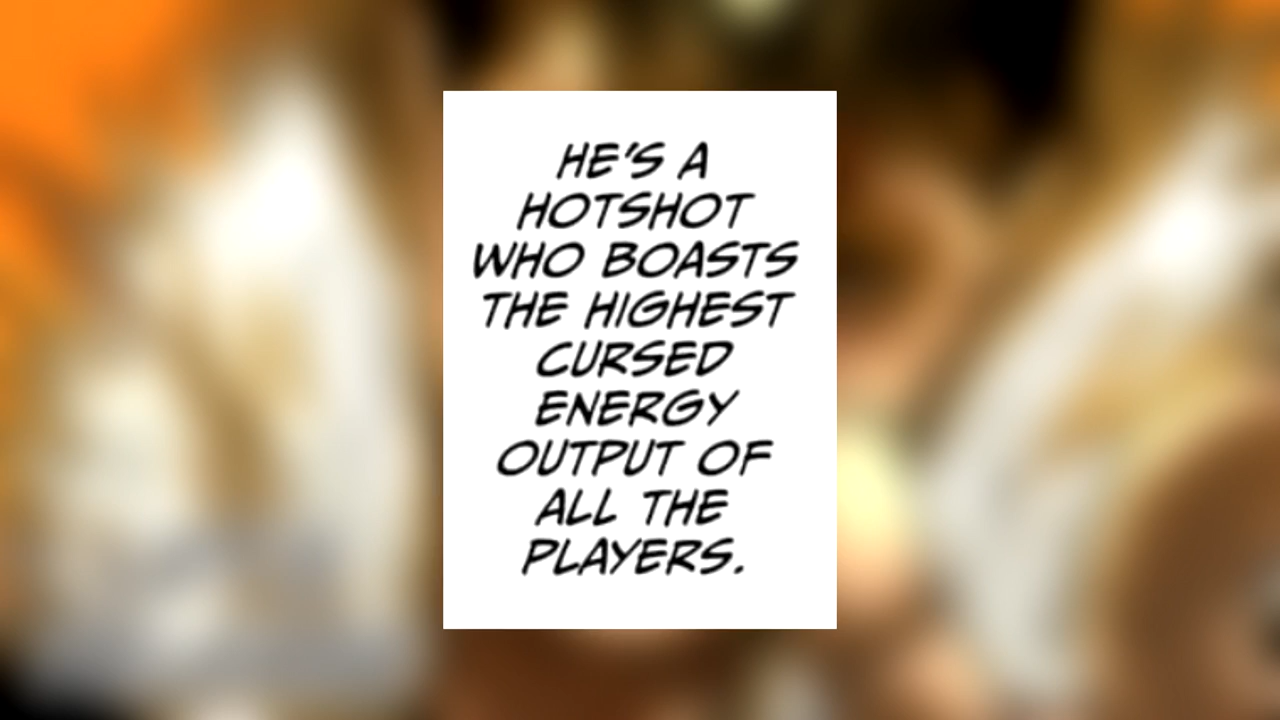 HE'S A
HOTSHOT
WHO BOASTS
THE HIGHEST
CURSED
ENERGY
OUTPUT OF
ALL THE
PLAYERS.